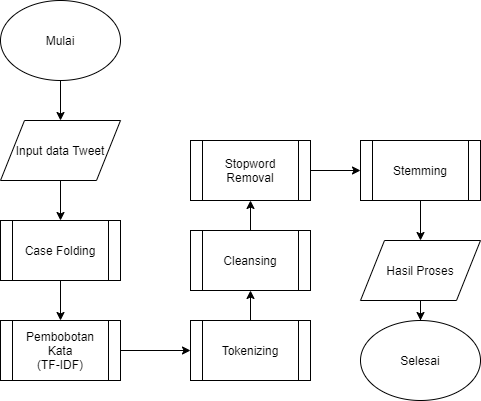 Mulai
Input data Tweet
Case Folding
Pembobotan
Kata
(TF-IDF)
Tokenizing
Cleansing
Stopword
Removal
Stemming
Hasil Proses
Selesai